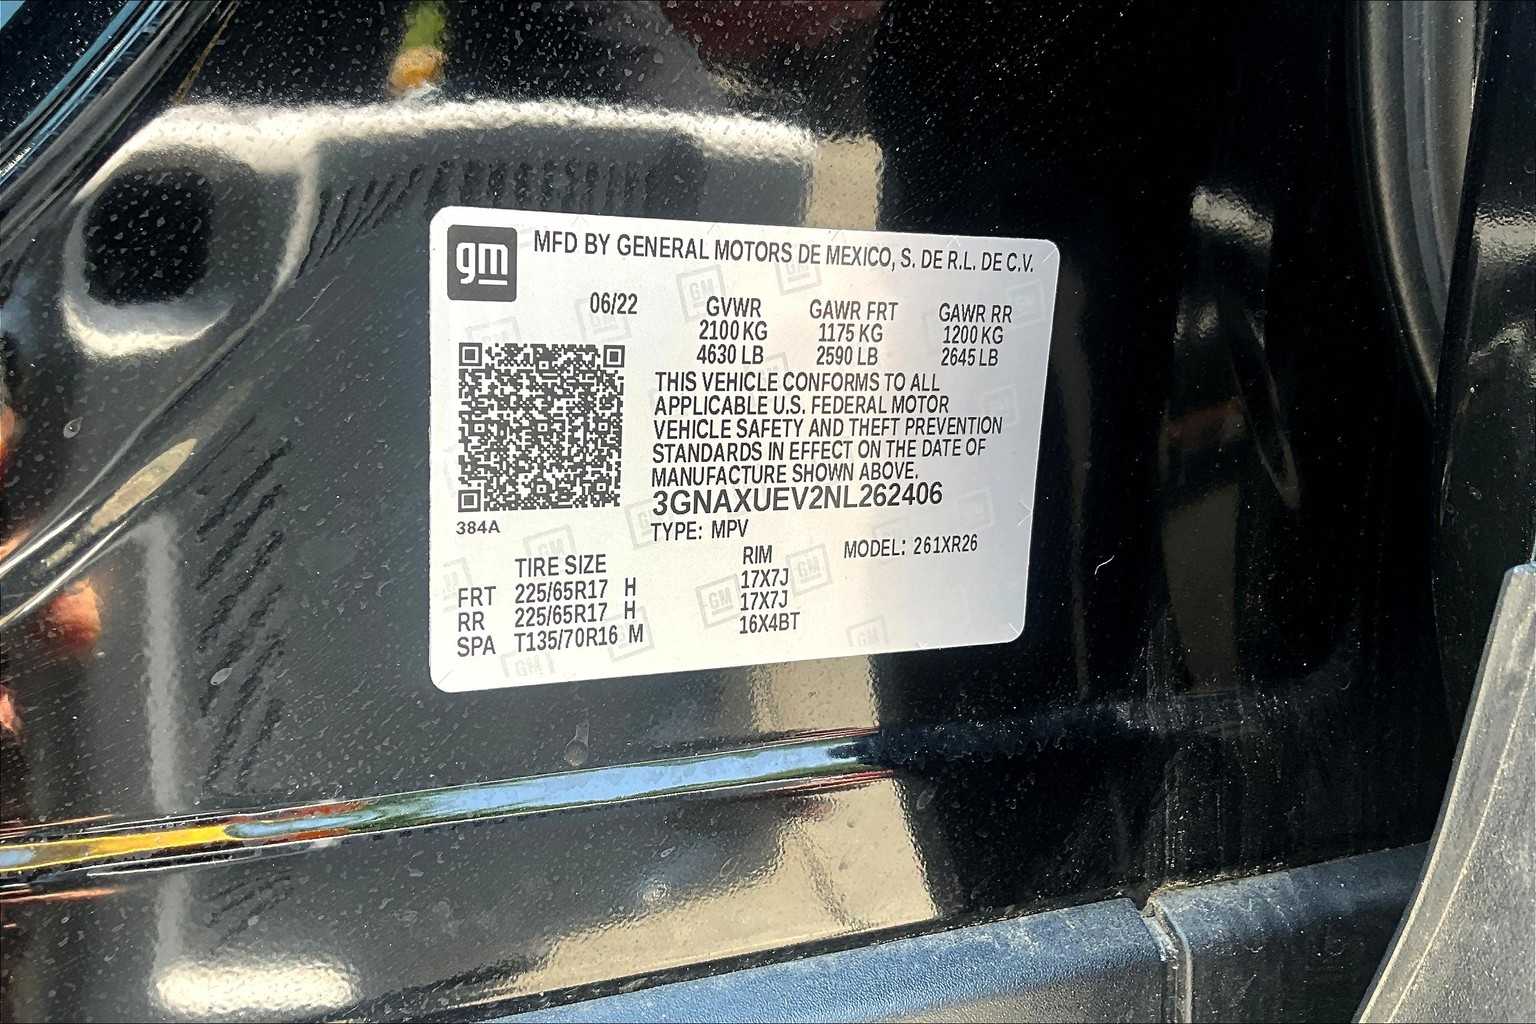 gm
MFD BY GENERAL MOTORS DE MEXICO, S. DE R.L. DE C.V.
06/22 GVWR GAWR FRT GAWR RR
2100 KG 1175 KG 1200 KG
4630 LB 2590 LB 2645 LB
THIS VEHICLE CONFORMS TO ALL
APPLICABLE U.S. FEDERAL MOTOR
VEHICLE SAFETY AND THEFT PREVENTION
STANDARDS IN EFFECT ON THE DATE OF
MANUFACTURE SHOWN ABOVE.
3GNAXUEV2NL262406
384A
TYPE: MPV
MODEL: 261XR26
TIRE SIZE RIM
FRT 225/65R17 H 17X7J
RR 225/65R17 H 17X7J
SPA T135/70R16 M 16X4BT